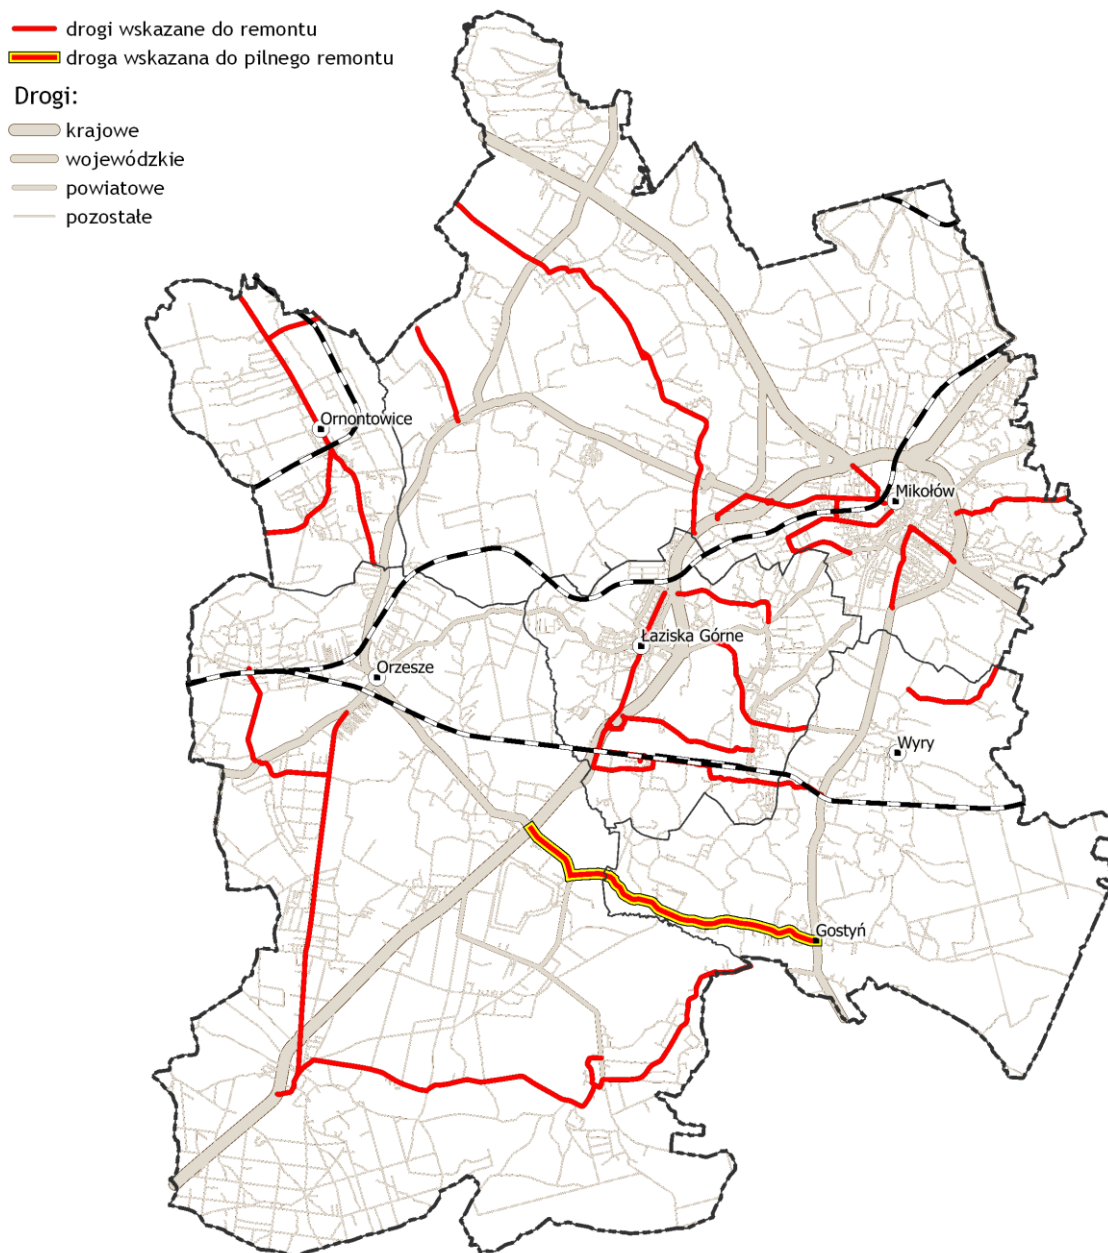 drogi wskazane do remontu
droga wskazana do pilnego remontu
Drogi:
krajowe
wojewódzkie
powiatowe
pozostałe
Ornontowice
Mikołów
Łaziska Górne
Orzesze
Wyry
Gostyń